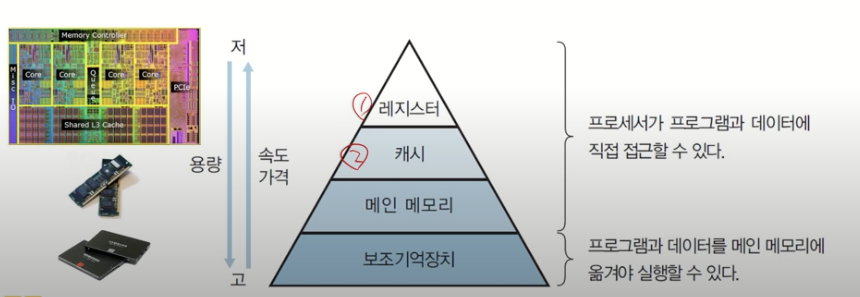 Memory Controller
Misc IO
Core
Core
Queue
Core
Core
PCIe
Shared L3 Cache
저
용량
속도
가격
고
①
레지스터
②
캐시
메인 메모리
보조기억장치
프로세서가 프로그램과 데이터에
직접 접근할 수 있다.
프로그램과 데이터를 메인 메모리에
옮겨야 실행할 수 있다.